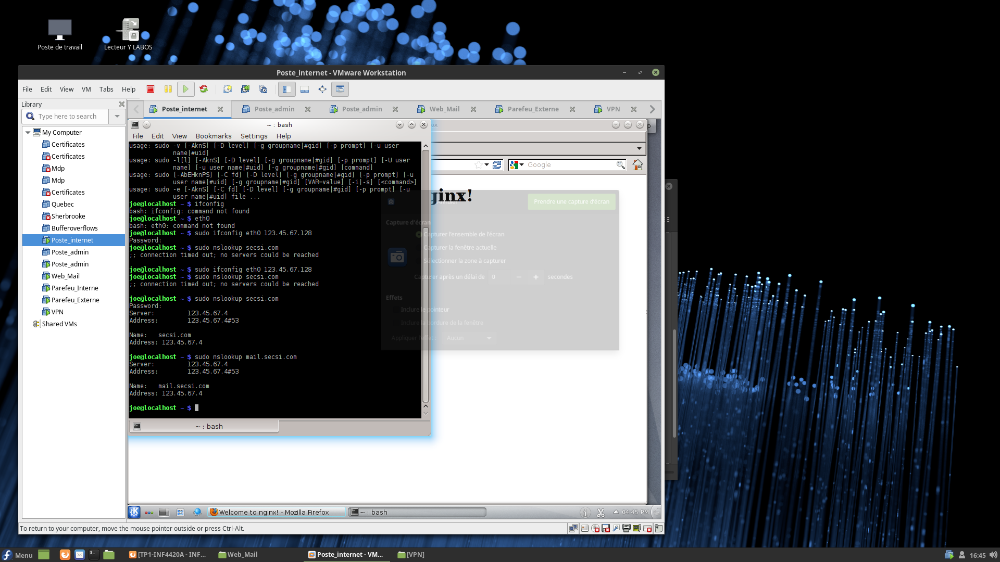 Poste de travail
Lecteur Y LABOS
Poste_internet - VMware Workstation
File Edit View VM Tabs Help
Library
Type here to search
My Computer
Certificates
Certificates
Mdp
Mdp
Certificates
Quebec
Sherbrooke
Bufferoverflows
Poste_internet
Poste_admin
Poste_admin
Web_Mail
Parefeu_Interne
Parefeu_Externe
VPN
Shared VMs
Poste_internet Poste_admin Poste_admin Web_Mail Parefeu_Externe VPN
~ : bash
File Edit View Bookmarks Settings Help
usage: sudo -v [-AknS] [-D level] [-g groupname|#gid] [-p prompt] [-u user
name|#uid]
usage: sudo -l[l] [-AknS] [-D level] [-g groupname|#gid] [-p prompt] [-U user
name] [-u user name|#uid] [-g groupname|#gid] [command]
usage: sudo [-AbEHknPS] [-C fd] [-D level] [-g groupname|#gid] [-p prompt] [-u
user name|#uid] [-g groupname|#gid] [VAR=value] [-i|-s] [<command>]
usage: sudo -e [-AknS] [-C fd] [-D level] [-g groupname|#gid] [-p prompt] [-u
user name|#uid] file ...
joe@localhost ~ $ ifconfig
bash: ifconfig: command not found
joe@localhost ~ $ eth0
bash: eth0: command not found
joe@localhost ~ $ sudo ifconfig eth0 123.45.67.128
Password:
joe@localhost ~ $ sudo nslookup secsi.com
;; connection timed out; no servers could be reached
joe@localhost ~ $ sudo ifconfig eth0 123.45.67.128
joe@localhost ~ $ sudo nslookup secsi.com
;; connection timed out; no servers could be reached
joe@localhost ~ $ sudo nslookup secsi.com
Password:
Server: 123.45.67.4
Address: 123.45.67.4#53
Name: secsi.com
Address: 123.45.67.4
joe@localhost ~ $ sudo nslookup mail.secsi.com
Server: 123.45.67.4
Address: 123.45.67.4#53
Name: mail.secsi.com
Address: 123.45.67.4
joe@localhost ~ $
~ : bash
ox
Google
ginx!
Prendre une capture d'écran
Capture d'écran
Capturer l'ensemble de l'écran
Capturer la fenêtre actuelle
Sélectionner la zone à capturer
Capturer après un délai de 0 − + secondes
Effets
Inclure le pointeur
Inclure la bordure de la fenêtre
Appliquer l'effet : Aucun
Welcome to nginx! - Mozilla Firefox
~ : bash
04:45 PM
To return to your computer, move the mouse pointer outside or press Ctrl-Alt.
Menu
[TP1-INF4420A - INF...
Web_Mail
Poste_internet - VM...
[VPN]
16:45